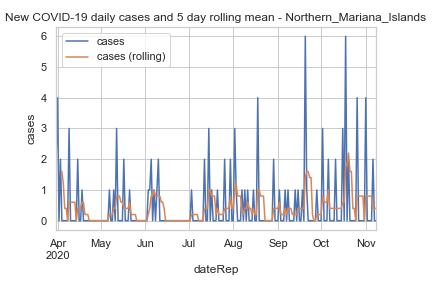 New COVID-19 daily cases and 5 day rolling mean - Northern_Mariana_Islands
cases
cases (rolling)
cases
6
5
4
3
2
1
0
Apr May Jun Jul Aug Sep Oct Nov
2020
dateRep